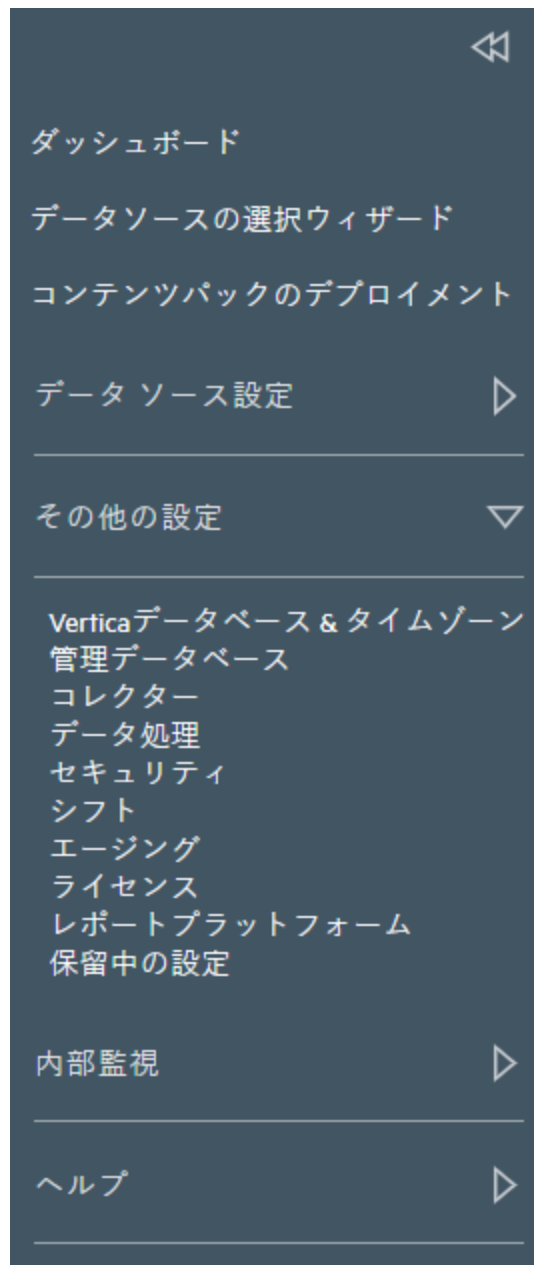 ダッシュボード
データソースの選択ウィザード
コンテンツパックのデプロイメント
データ ソース設定
その他の設定
Verticaデータベース & タイムゾーン
管理データベース
コレクター
データ処理
セキュリティ
シフト
エージング
ライセンス
レポートプラットフォーム
保留中の設定
内部監視
ヘルプ